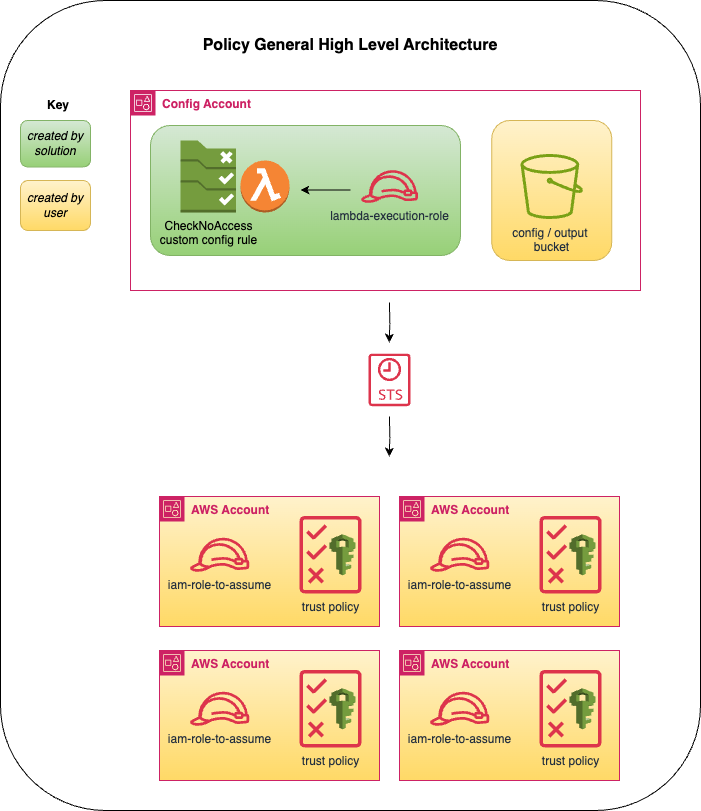 Policy General High Level Architecture
Key
created by
solution
created by
user
Config Account
CheckNoAccess
custom config rule
lambda-execution-role
config / output
bucket
STS
AWS Account
iam-role-to-assume
trust policy
AWS Account
iam-role-to-assume
trust policy
AWS Account
iam-role-to-assume
trust policy
AWS Account
iam-role-to-assume
trust policy